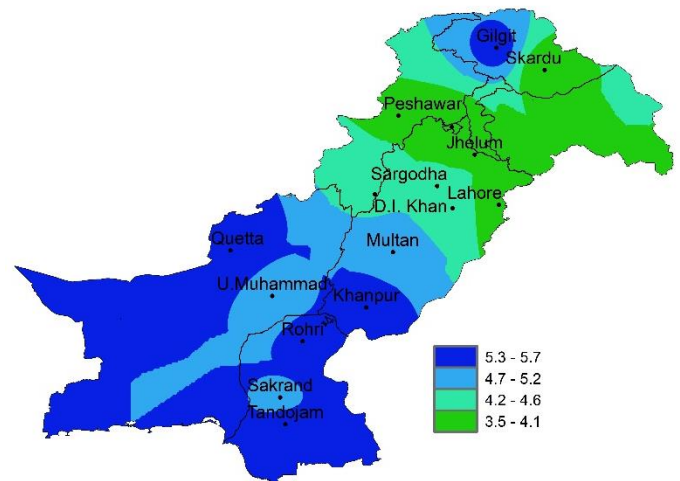 Gilgit
Skardu
Peshawar
Jhelum
Sargodha
Lahore
D.I. Khan
Quetta
Multan
U.Muhammad
Khanpur
Rohri
Sakrand
Tandojam
5.3 - 5.7
4.7 - 5.2
4.2 - 4.6
3.5 - 4.1